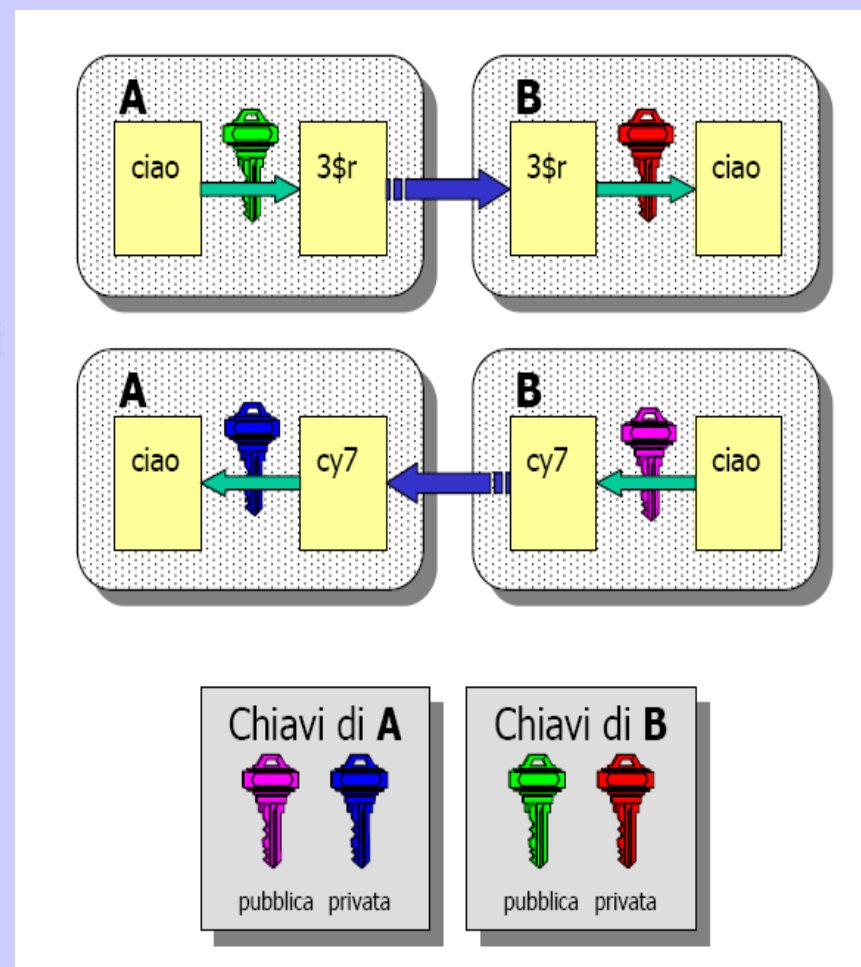 A B
ciao 3$r 3$r ciao
A B
ciao cy7 cy7 ciao
Chiavi di A
pubblica privata
Chiavi di B
pubblica privata